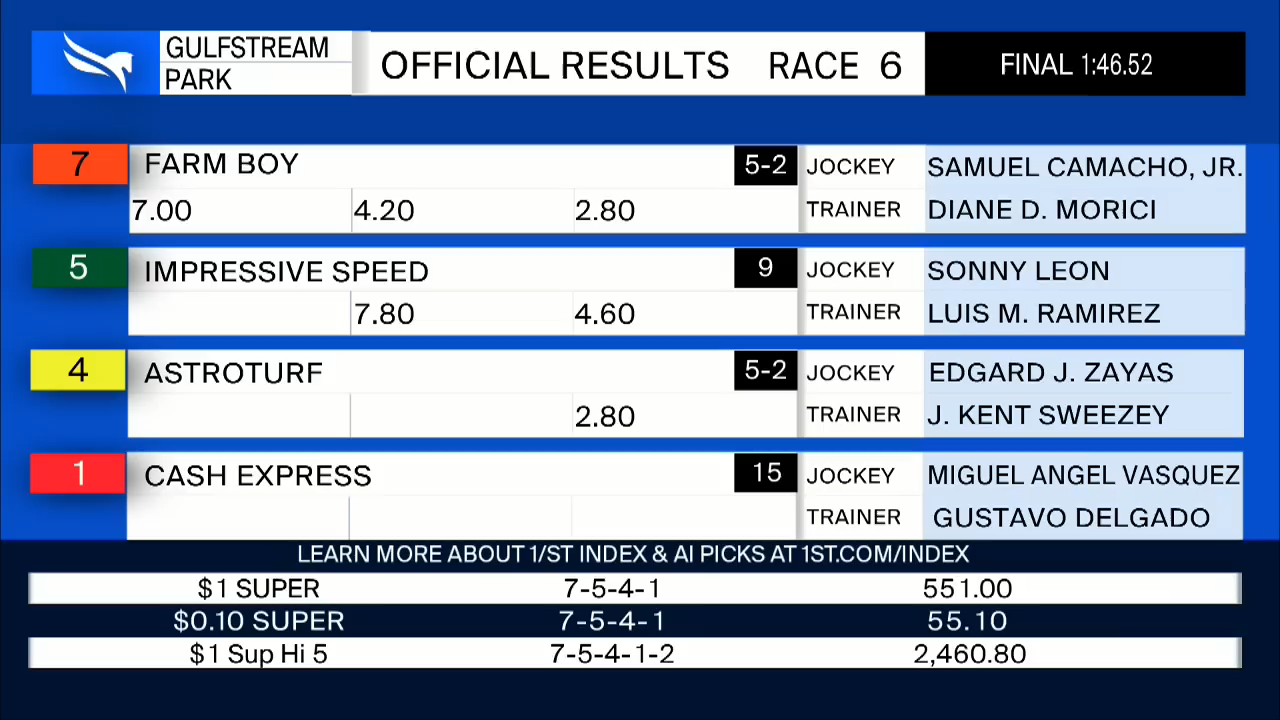 GULFSTREAM PARK
OFFICIAL RESULTS RACE 6
FINAL 1:46.52
7 FARM BOY 5-2 JOCKEY SAMUEL CAMACHO, JR.
7.00 4.20 2.80 TRAINER DIANE D. MORICI
5 IMPRESSIVE SPEED 9 JOCKEY SONNY LEON
7.80 4.60 TRAINER LUIS M. RAMIREZ
4 ASTROTURF 5-2 JOCKEY EDGARD J. ZAYAS
2.80 TRAINER J. KENT SWEEZEY
1 CASH EXPRESS 15 JOCKEY MIGUEL ANGEL VASQUEZ
TRAINER GUSTAVO DELGADO
LEARN MORE ABOUT 1/ST INDEX & AI PICKS AT 1ST.COM/INDEX
$1 SUPER 7-5-4-1 551.00
$0.10 SUPER 7-5-4-1 55.10
$1 Sup Hi 5 7-5-4-1-2 2,460.80